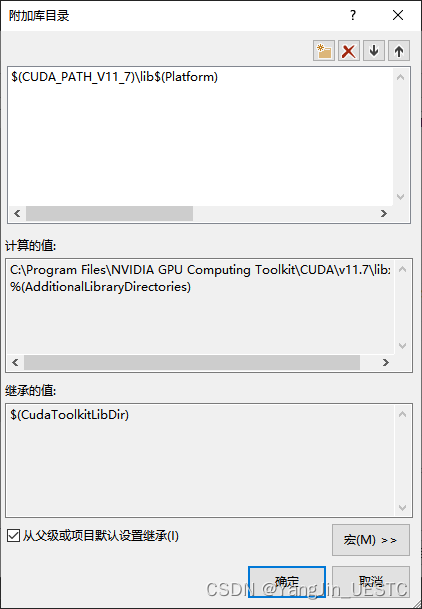 附加库目录
$(CUDA_PATH_V11_7)\lib$(Platform)
计算的值:
C:\Program Files\NVIDIA GPU Computing Toolkit\CUDA\v11.7\lib:
%(AdditionalLibraryDirectories)
继承的值:
$(CudaToolkitLibDir)
从父级或项目默认设置继承(I)
宏(M) >>
确定
取消
CSDN @YangJin_UESTC